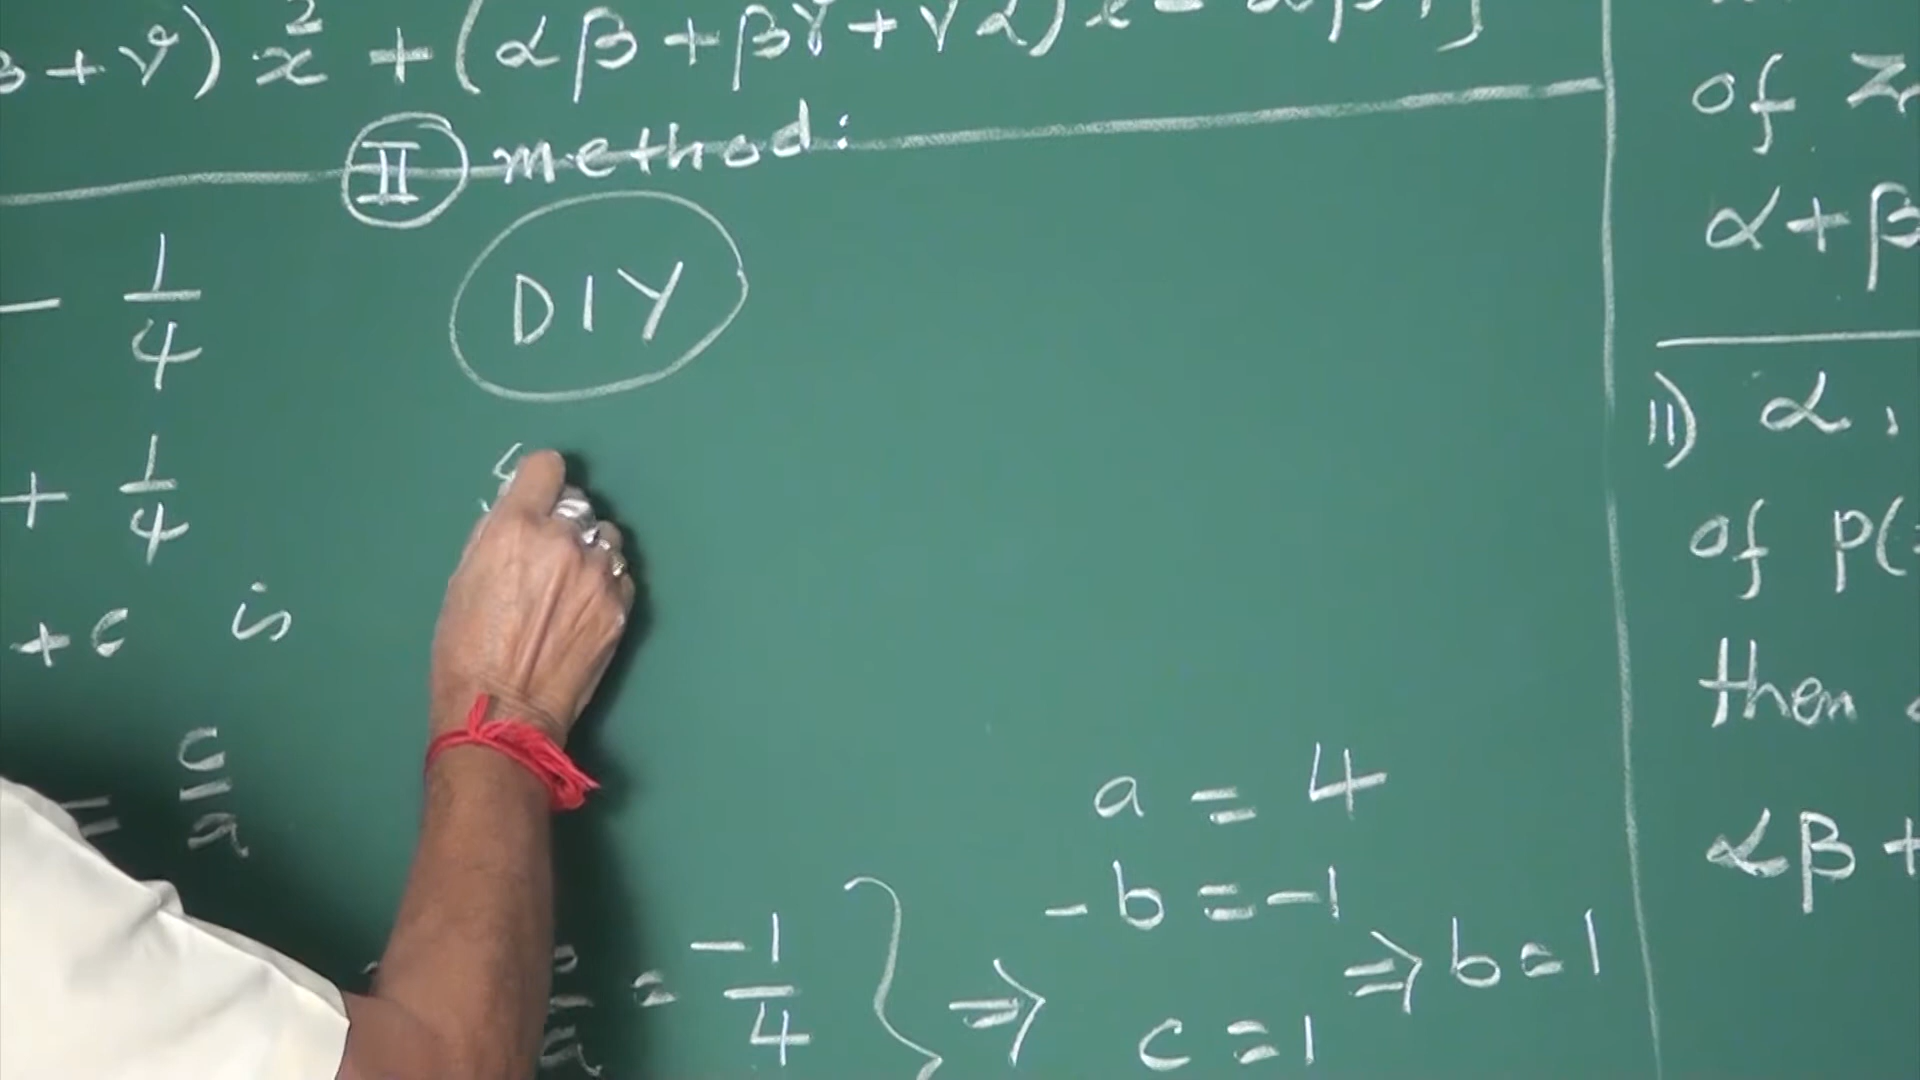 + γ) x² + (αβ + βγ + γα)
II method:
DIY
- 1/4
+ 1/4
+ c is
= c/a
a = 4
-b = -1
= -1/4 } ⇒
⇒ b = 1
c = 1
of
α + β
ii) α,
of p(
then
αβ +